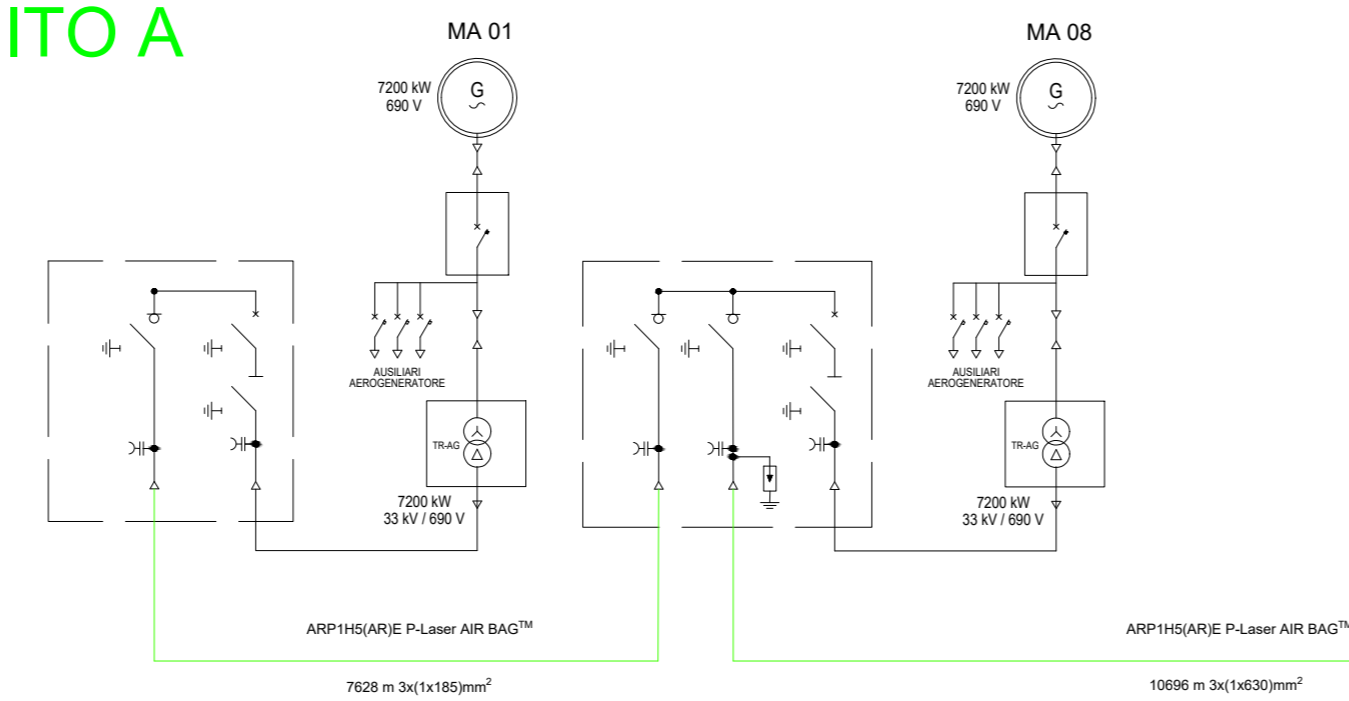 ITO A
MA 01
7200 kW
690 V
G
AUSILIARI
AEROGENERATORE
TR-AG
7200 kW
33 kV / 690 V
MA 08
7200 kW
690 V
G
AUSILIARI
AEROGENERATORE
TR-AG
7200 kW
33 kV / 690 V
ARP1H5(AR)E P-Laser AIR BAG™
7628 m 3x(1x185)mm²
ARP1H5(AR)E P-Laser AIR BAG™
10696 m 3x(1x630)mm²